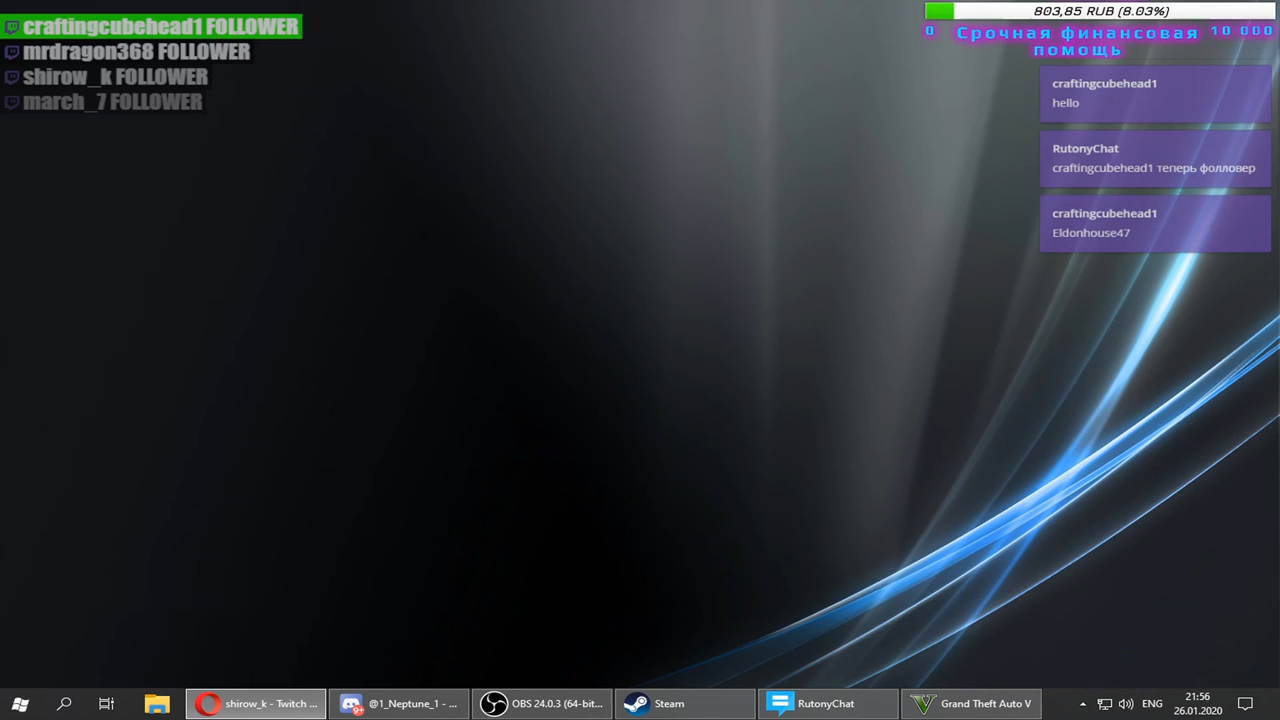 craftingcubehead1 FOLLOWER
mrdragon368 FOLLOWER
shirow_k FOLLOWER
march_7 FOLLOWER
803,85 RUB (8.03%)
0 Срочная финансовая 10 000
помощь
craftingcubehead1
hello
RutonyChat
craftingcubehead1 теперь фолловер
craftingcubehead1
Eldonhouse47
shirow_k - Twitch ...
@1_Neptune_1 - ...
OBS 24.0.3 (64-bit...
Steam
RutonyChat
Grand Theft Auto V
ENG
21:56
26.01.2020